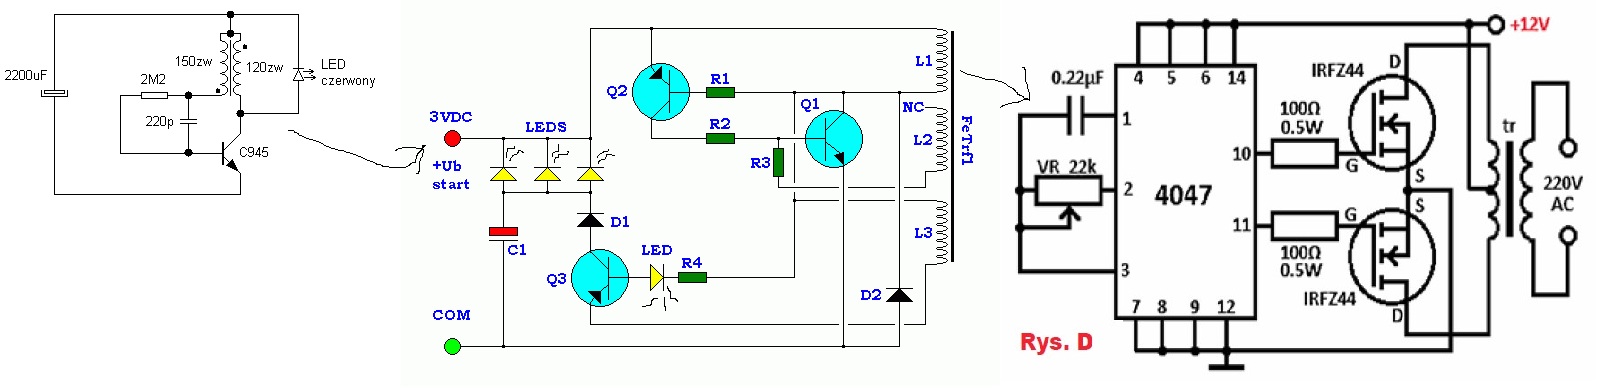 2200uF
150zw
120zw
LED
czerwony
2M2
220p
C945
3VDC
+Ub
start
LEDS
Q2
R1
R2
Q1
R3
L1
NC
L2
FeTrf1
L3
D1
C1
Q3
LED
R4
D2
COM
+12V
4 5 6 14
0.22µF
1
VR 22k
2
3
4047
10
11
7 8 9 12
100Ω
0.5W
100Ω
0.5W
IRFZ44
D
G
S
S
G
IRFZ44
D
tr
220V
AC
Rys. D